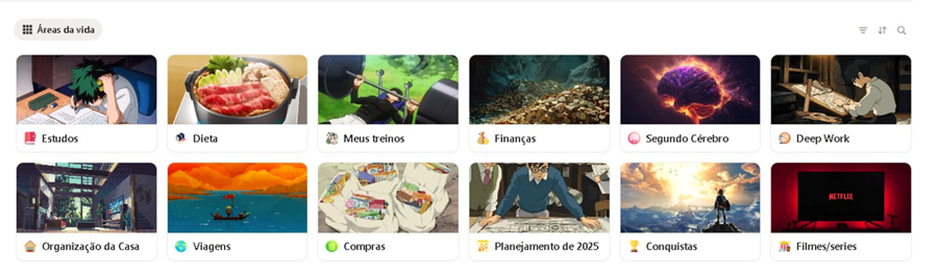 Áreas da vida
Estudos
Dieta
Meus treinos
Finanças
Segundo Cérebro
Deep Work
NETFLIX
Organização da Casa
Viagens
Compras
Planejamento de 2025
Conquistas
Filmes/series